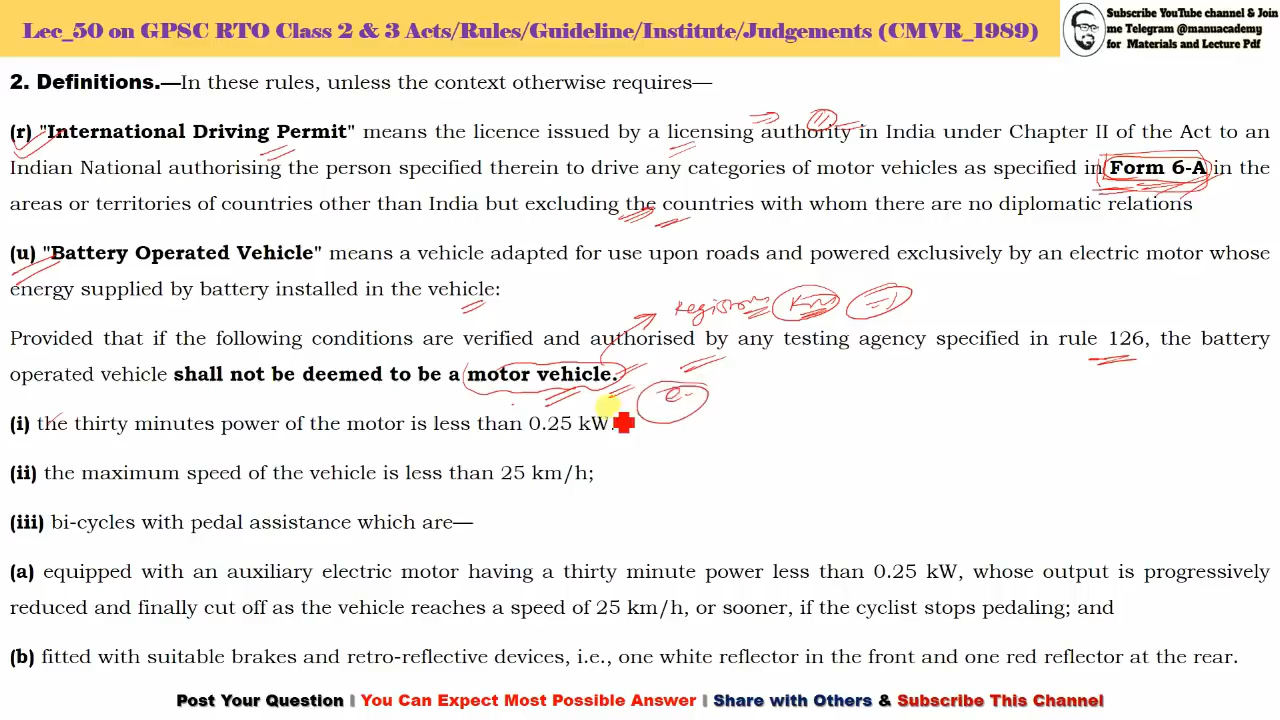 Lec_50 on GPSC RTO Class 2 & 3 Acts/Rules/Guideline/Institute/Judgements (CMVR_1989)
Subscribe YouTube channel & Join
me Telegram @manuacademy
for Materials and Lecture Pdf
2. Definitions.—In these rules, unless the context otherwise requires—
(r) "International Driving Permit" means the licence issued by a licensing authority in India under Chapter II of the Act to an
Indian National authorising the person specified therein to drive any categories of motor vehicles as specified in Form 6-A in the
areas or territories of countries other than India but excluding the countries with whom there are no diplomatic relations
(u) "Battery Operated Vehicle" means a vehicle adapted for use upon roads and powered exclusively by an electric motor whose
energy supplied by battery installed in the vehicle:
Provided that if the following conditions are verified and authorised by any testing agency specified in rule 126, the battery
operated vehicle shall not be deemed to be a motor vehicle.
(i) the thirty minutes power of the motor is less than 0.25 kW.
(ii) the maximum speed of the vehicle is less than 25 km/h;
(iii) bi-cycles with pedal assistance which are—
(a) equipped with an auxiliary electric motor having a thirty minute power less than 0.25 kW, whose output is progressively
reduced and finally cut off as the vehicle reaches a speed of 25 km/h, or sooner, if the cyclist stops pedaling; and
(b) fitted with suitable brakes and retro-reflective devices, i.e., one white reflector in the front and one red reflector at the rear.
Post Your Question | You Can Expect Most Possible Answer | Share with Others & Subscribe This Channel